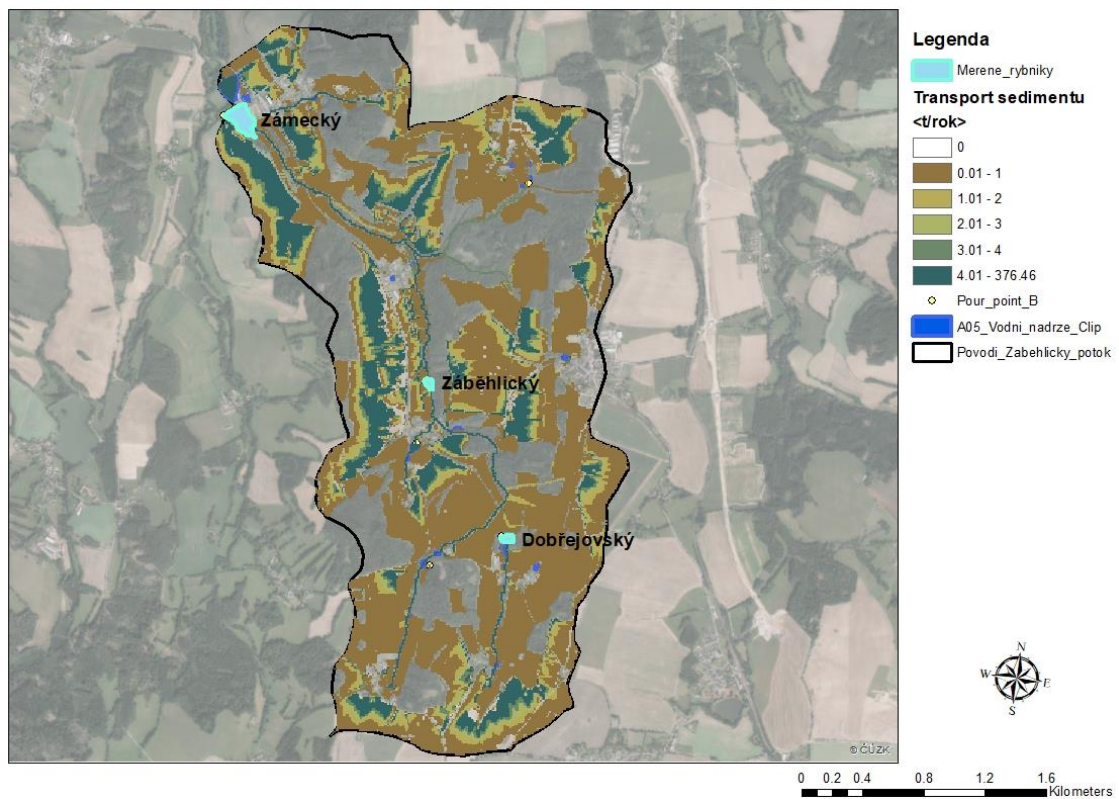 Zámecký
Záběhlický
Dobřejovský
© ČÚZK
Legenda
Merene_rybniky
Transport sedimentu
<t/rok>
0
0.01 - 1
1.01 - 2
2.01 - 3
3.01 - 4
4.01 - 376.46
Pour_point_B
A05_Vodni_nadrze_Clip
Povodi_Zabehlicky_potok
N
W E
S
0 0.2 0.4 0.8 1.2 1.6
Kilometers